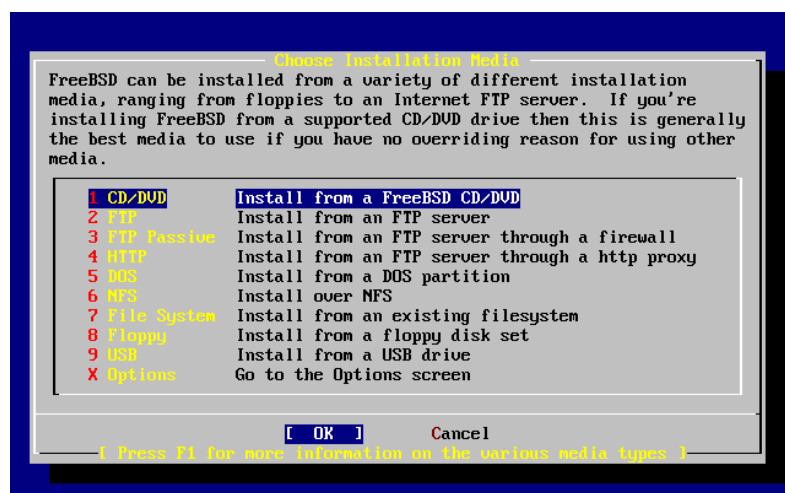 Choose Installation Media
FreeBSD can be installed from a variety of different installation
media, ranging from floppies to an Internet FTP server.  If you're
installing FreeBSD from a supported CD/DVD drive then this is generally
the best media to use if you have no overriding reason for using other
media.
1 CD/DVD Install from a FreeBSD CD/DVD
2 FTP Install from an FTP server
3 FTP Passive Install from an FTP server through a firewall
4 HTTP Install from an FTP server through a http proxy
5 DOS Install from a DOS partition
6 NFS Install over NFS
7 File System Install from an existing filesystem
8 Floppy Install from a floppy disk set
9 USB Install from a USB drive
X Options Go to the Options screen
[ OK ] Cancel
[ Press F1 for more information on the various media types ]